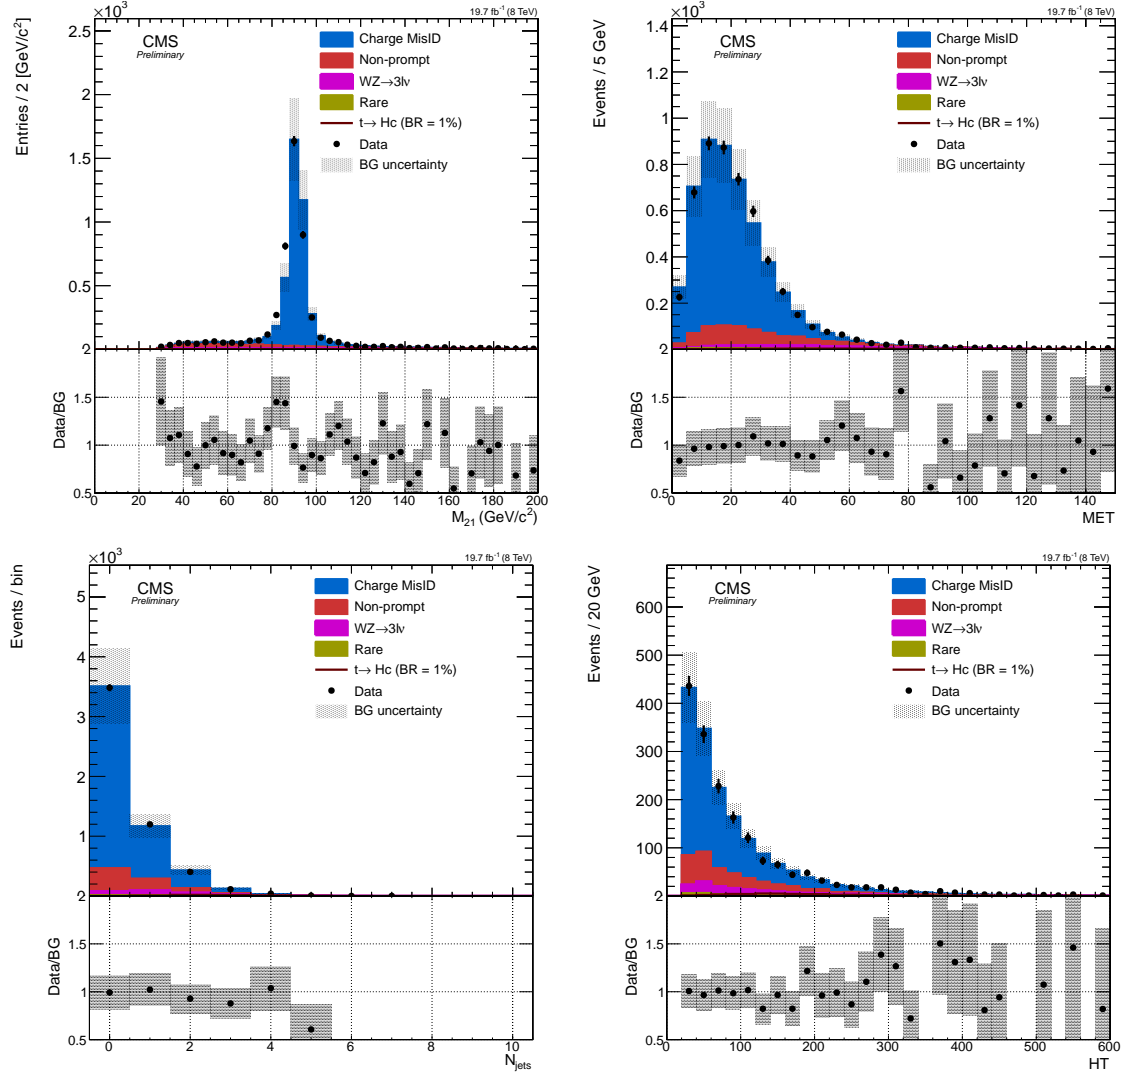 ×10³
19.7 fb⁻¹ (8 TeV)
Entries / 2 [GeV/c²]
CMS
Preliminary
Charge MisID
Non-prompt
WZ→3lν
Rare
t→ Hc (BR = 1%)
Data
BG uncertainty
2.5
2
1.5
1
0.5
Data/BG
2
1.5
1
0.5
0 20 40 60 80 100 120 140 160 180 200
M₂₁ (GeV/c²)
×10³
19.7 fb⁻¹ (8 TeV)
Events / 5 GeV
CMS
Preliminary
Charge MisID
Non-prompt
WZ→3lν
Rare
t→ Hc (BR = 1%)
Data
BG uncertainty
1.4
1.2
1
0.8
0.6
0.4
0.2
Data/BG
2
1.5
1
0.5
0 20 40 60 80 100 120 140
MET
×10³
19.7 fb⁻¹ (8 TeV)
Events / bin
CMS
Preliminary
Charge MisID
Non-prompt
WZ→3lν
Rare
t→ Hc (BR = 1%)
Data
BG uncertainty
5
4
3
2
1
Data/BG
2
1.5
1
0.5
0 2 4 6 8 10
N_jets
19.7 fb⁻¹ (8 TeV)
Events / 20 GeV
CMS
Preliminary
Charge MisID
Non-prompt
WZ→3lν
Rare
t→ Hc (BR = 1%)
Data
BG uncertainty
600
500
400
300
200
100
Data/BG
2
1.5
1
0.5
0 100 200 300 400 500 600
HT